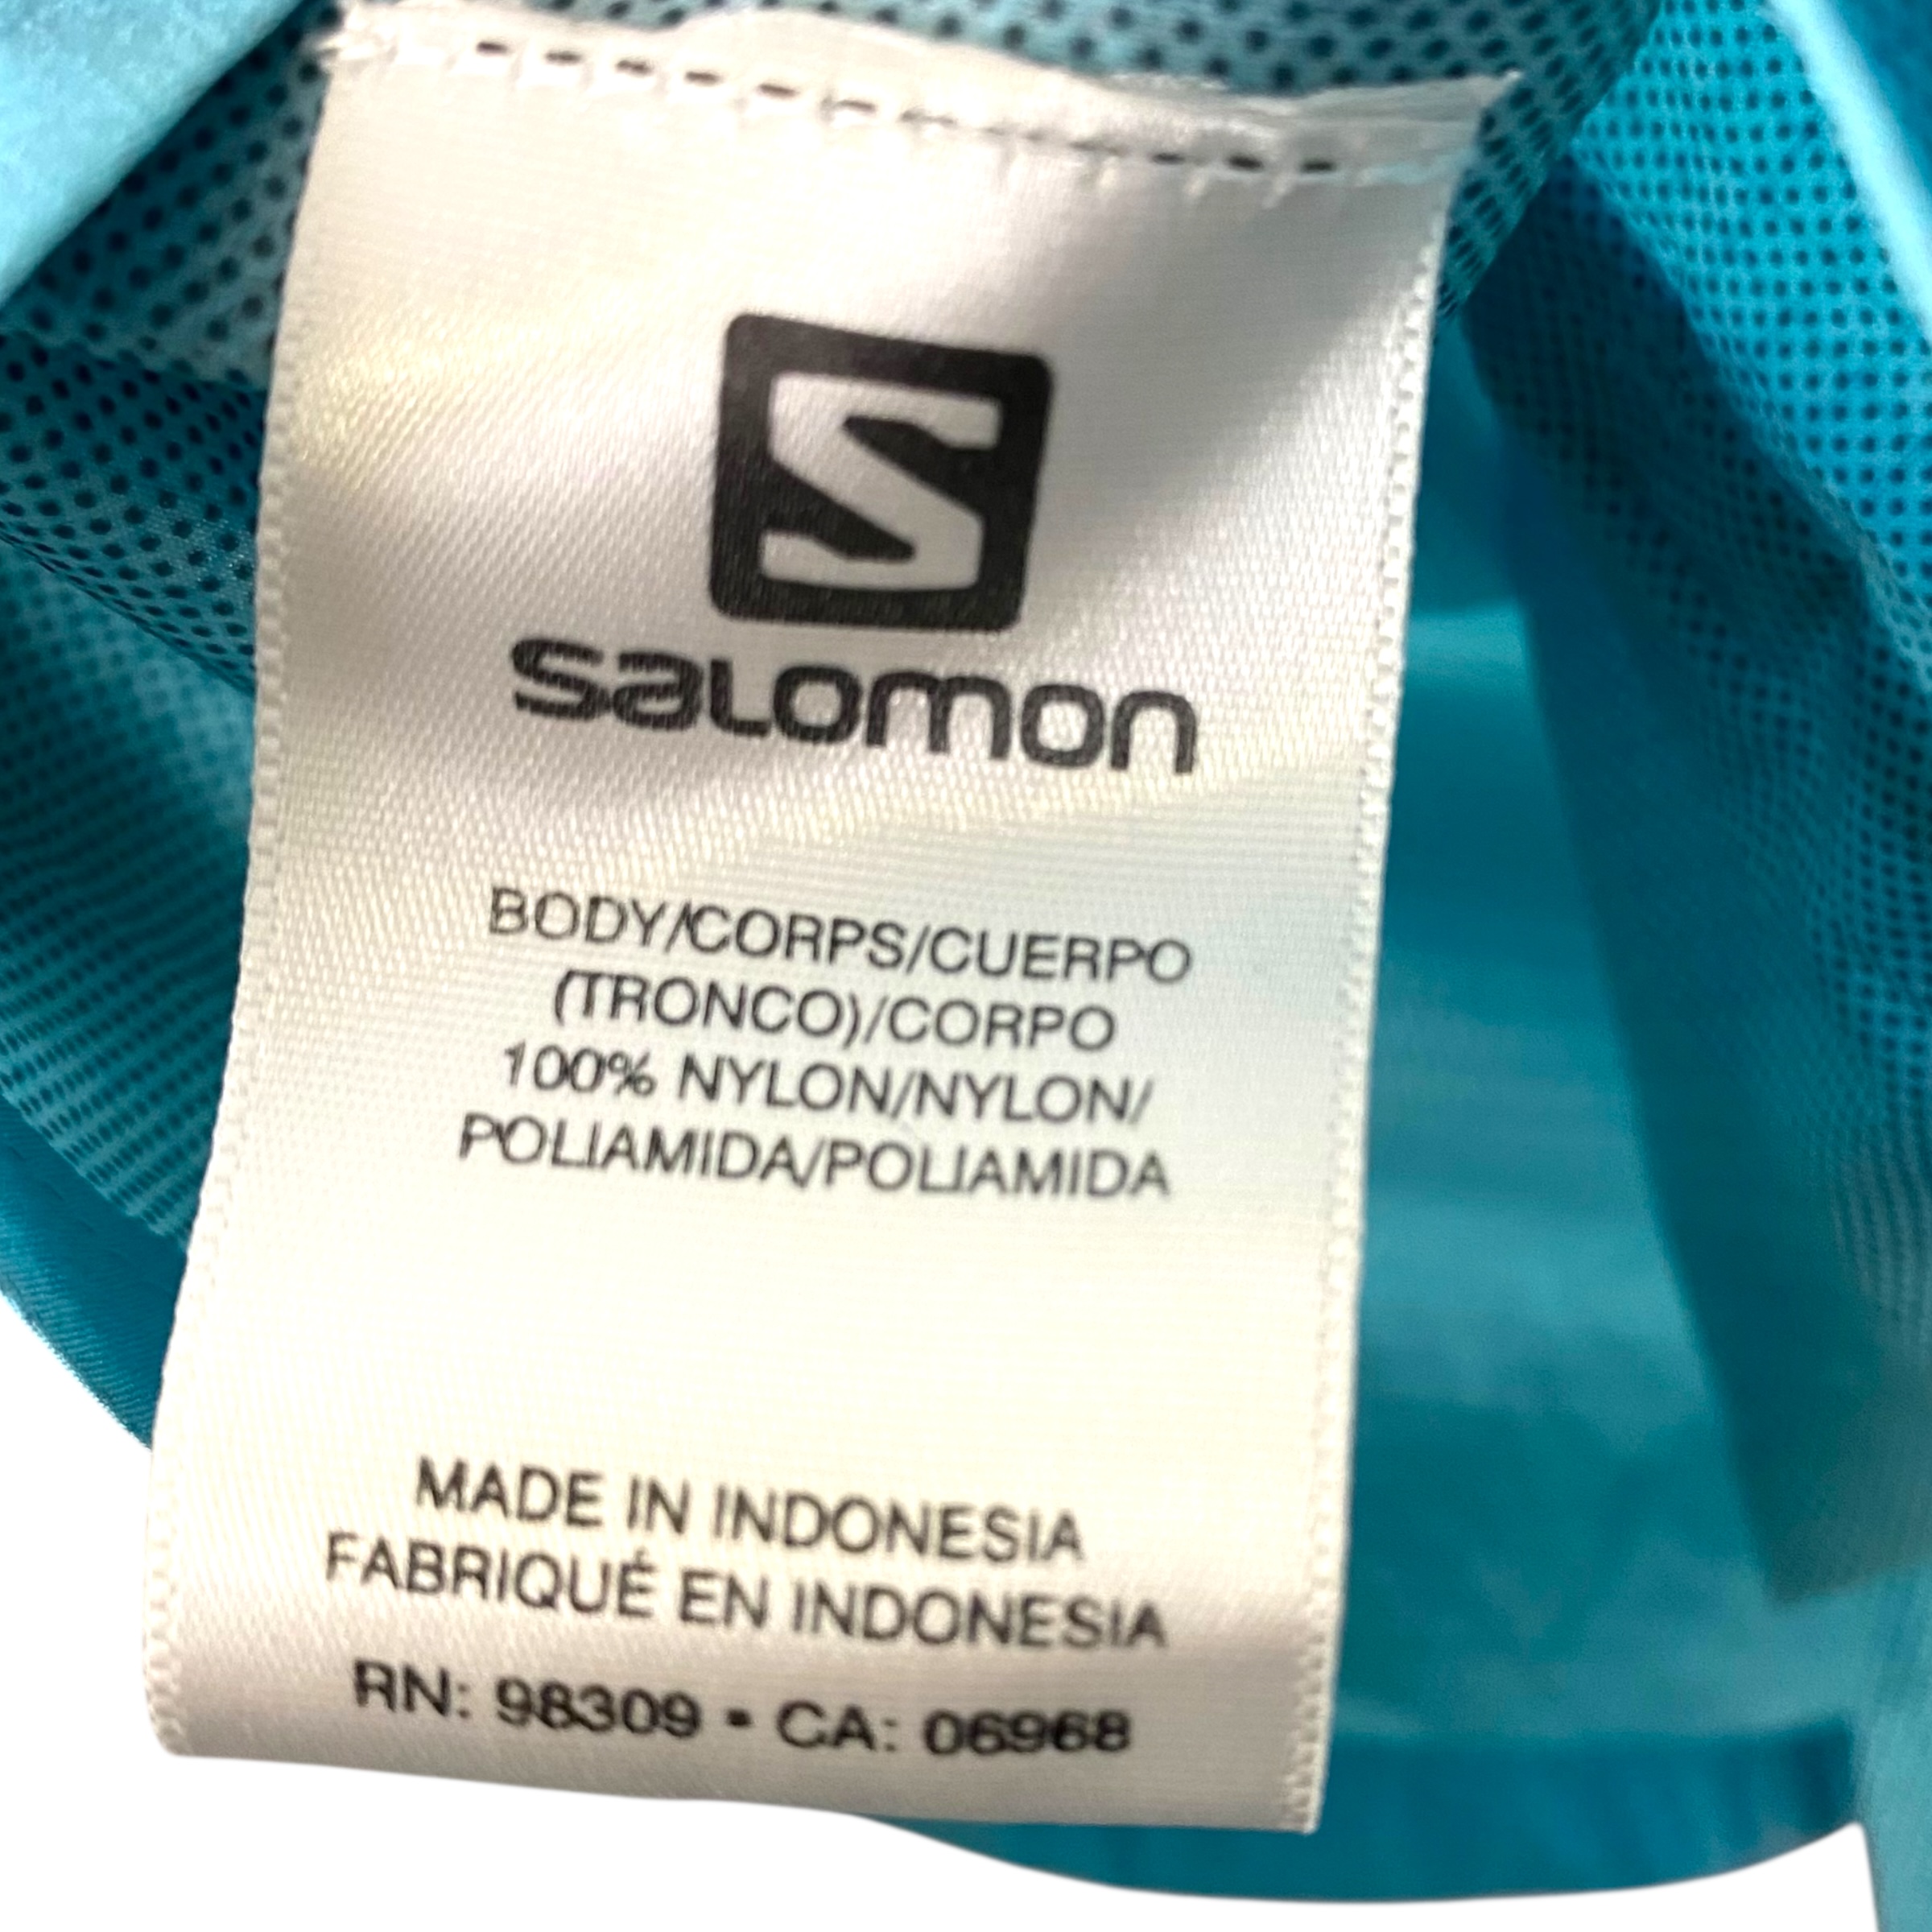 S
salomon
BODY/CORPS/CUERPO
(TRONCO)/CORPO
100% NYLON/NYLON/
POLIAMIDA/POLIAMIDA
MADE IN INDONESIA
FABRIQUÉ EN INDONESIA
RN: 98309 • CA: 06968